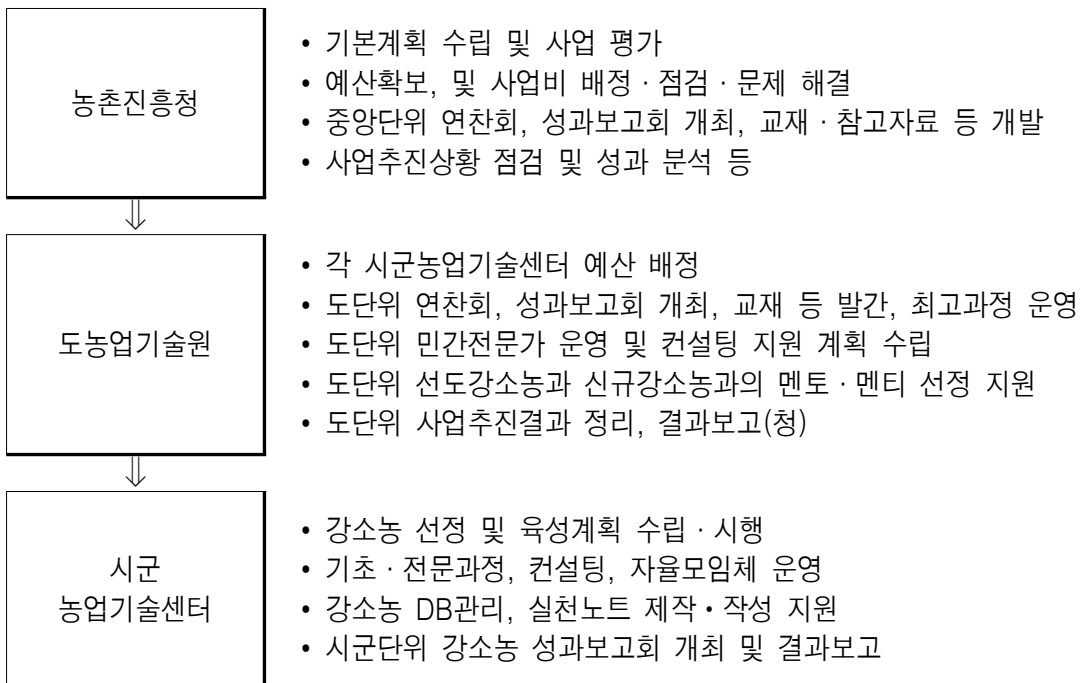 농촌진흥청
• 기본계획 수립 및 사업 평가
• 예산확보, 및 사업비 배정·점검·문제 해결
• 중앙단위 연찬회, 성과보고회 개최, 교재·참고자료 등 개발
• 사업추진상황 점검 및 성과 분석 등
⇓
도농업기술원
• 각 시군농업기술센터 예산 배정
• 도단위 연찬회, 성과보고회 개최, 교재 등 발간, 최고과정 운영
• 도단위 민간전문가 운영 및 컨설팅 지원 계획 수립
• 도단위 선도강소농과 신규강소농과의 멘토·멘티 선정 지원
• 도단위 사업추진결과 정리, 결과보고(청)
⇓
시군
농업기술센터
• 강소농 선정 및 육성계획 수립·시행
• 기초·전문과정, 컨설팅, 자율모임체 운영
• 강소농 DB관리, 실천노트 제작•작성 지원
• 시군단위 강소농 성과보고회 개최 및 결과보고